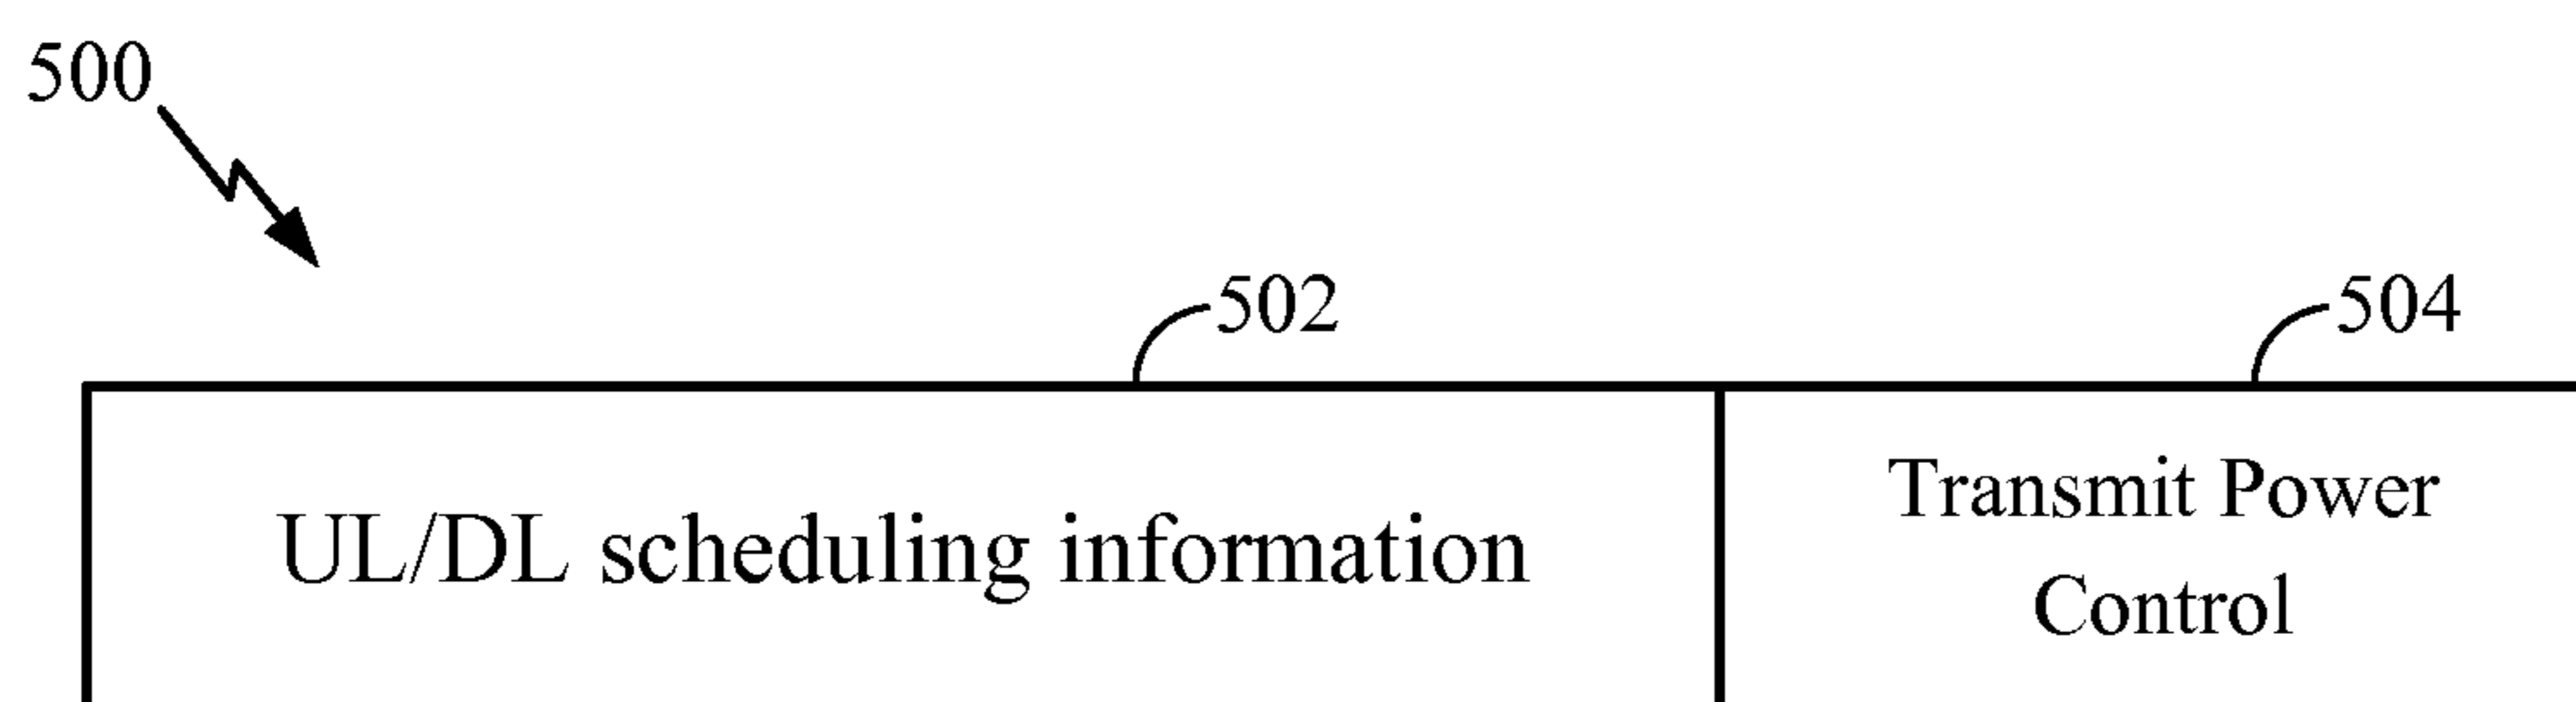 500
502
504
UL/DL scheduling information
Transmit Power
Control